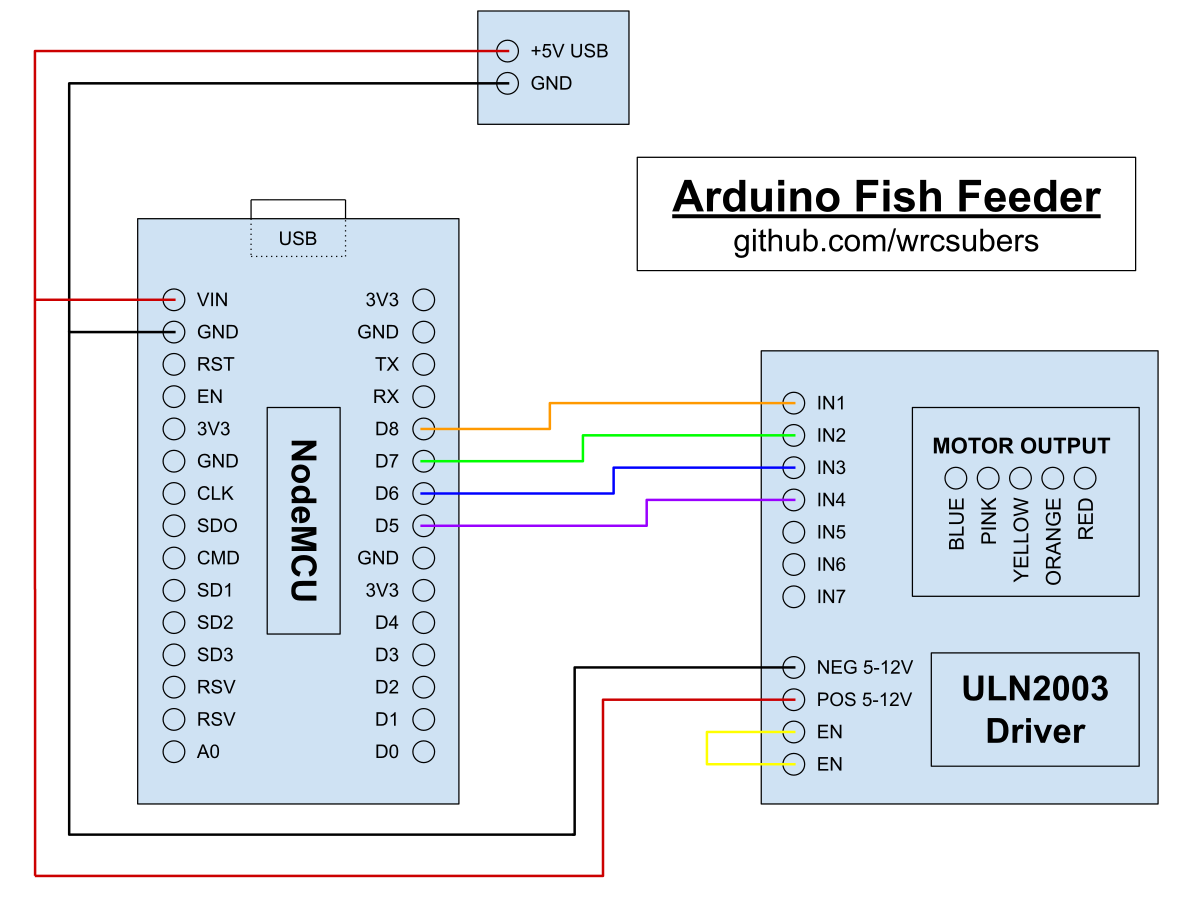 +5V USB
GND
Arduino Fish Feeder
github.com/wrcsubers
USB
VIN
GND
RST
EN
3V3
GND
CLK
SDO
CMD
SD1
SD2
SD3
RSV
RSV
A0
NodeMCU
3V3
GND
TX
RX
D8
D7
D6
D5
GND
3V3
D4
D3
D2
D1
D0
IN1
IN2
IN3
IN4
IN5
IN6
IN7
NEG 5-12V
POS 5-12V
EN
EN
MOTOR OUTPUT
BLUE
PINK
YELLOW
ORANGE
RED
ULN2003
Driver